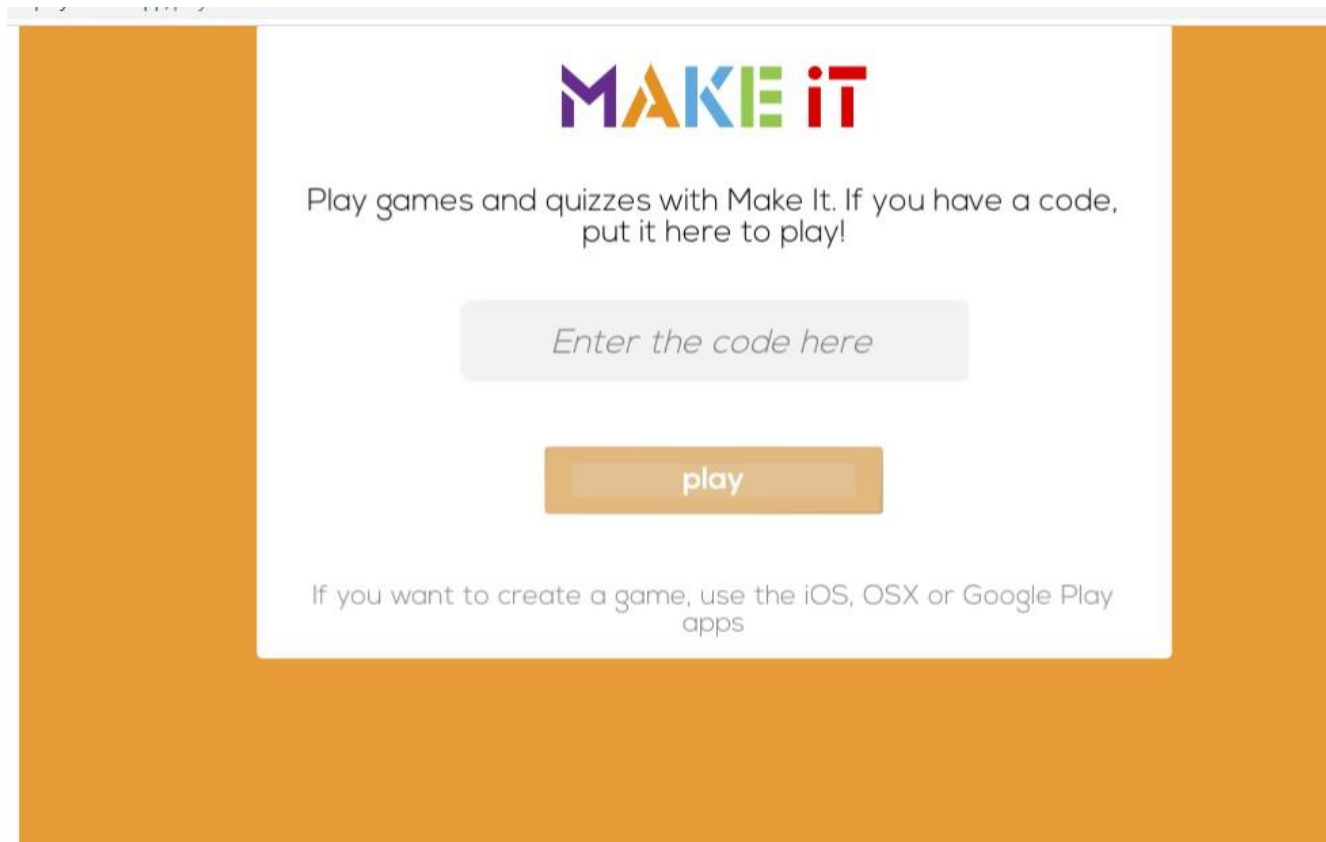 MAKE iT
Play games and quizzes with Make It. If you have a code,
put it here to play!
Enter the code here
play
If you want to create a game, use the iOS, OSX or Google Play
apps